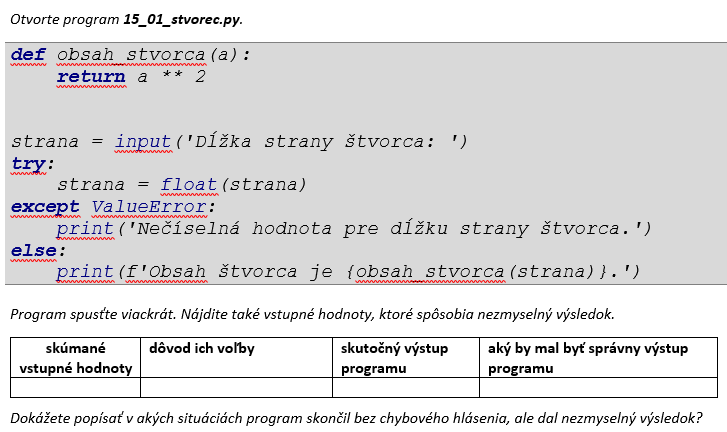 Otvorte program 15_01_stvorec.py.
def obsah_stvorca(a):
    return a ** 2
strana = input('Dĺžka strany štvorca: ')
try:
    strana = float(strana)
except ValueError:
    print('Nečíselná hodnota pre dĺžku strany štvorca.')
else:
    print(f'Obsah štvorca je {obsah_stvorca(strana)}.')
Program spusťte viackrát. Nájdite také vstupné hodnoty, ktoré spôsobia nezmyselný výsledok.
skúmané vstupné hodnoty
dôvod ich voľby
skutočný výstup programu
aký by mal byť správny výstup programu
Dokážete popísať v akých situáciách program skončil bez chybového hlásenia, ale dal nezmyselný výsledok?